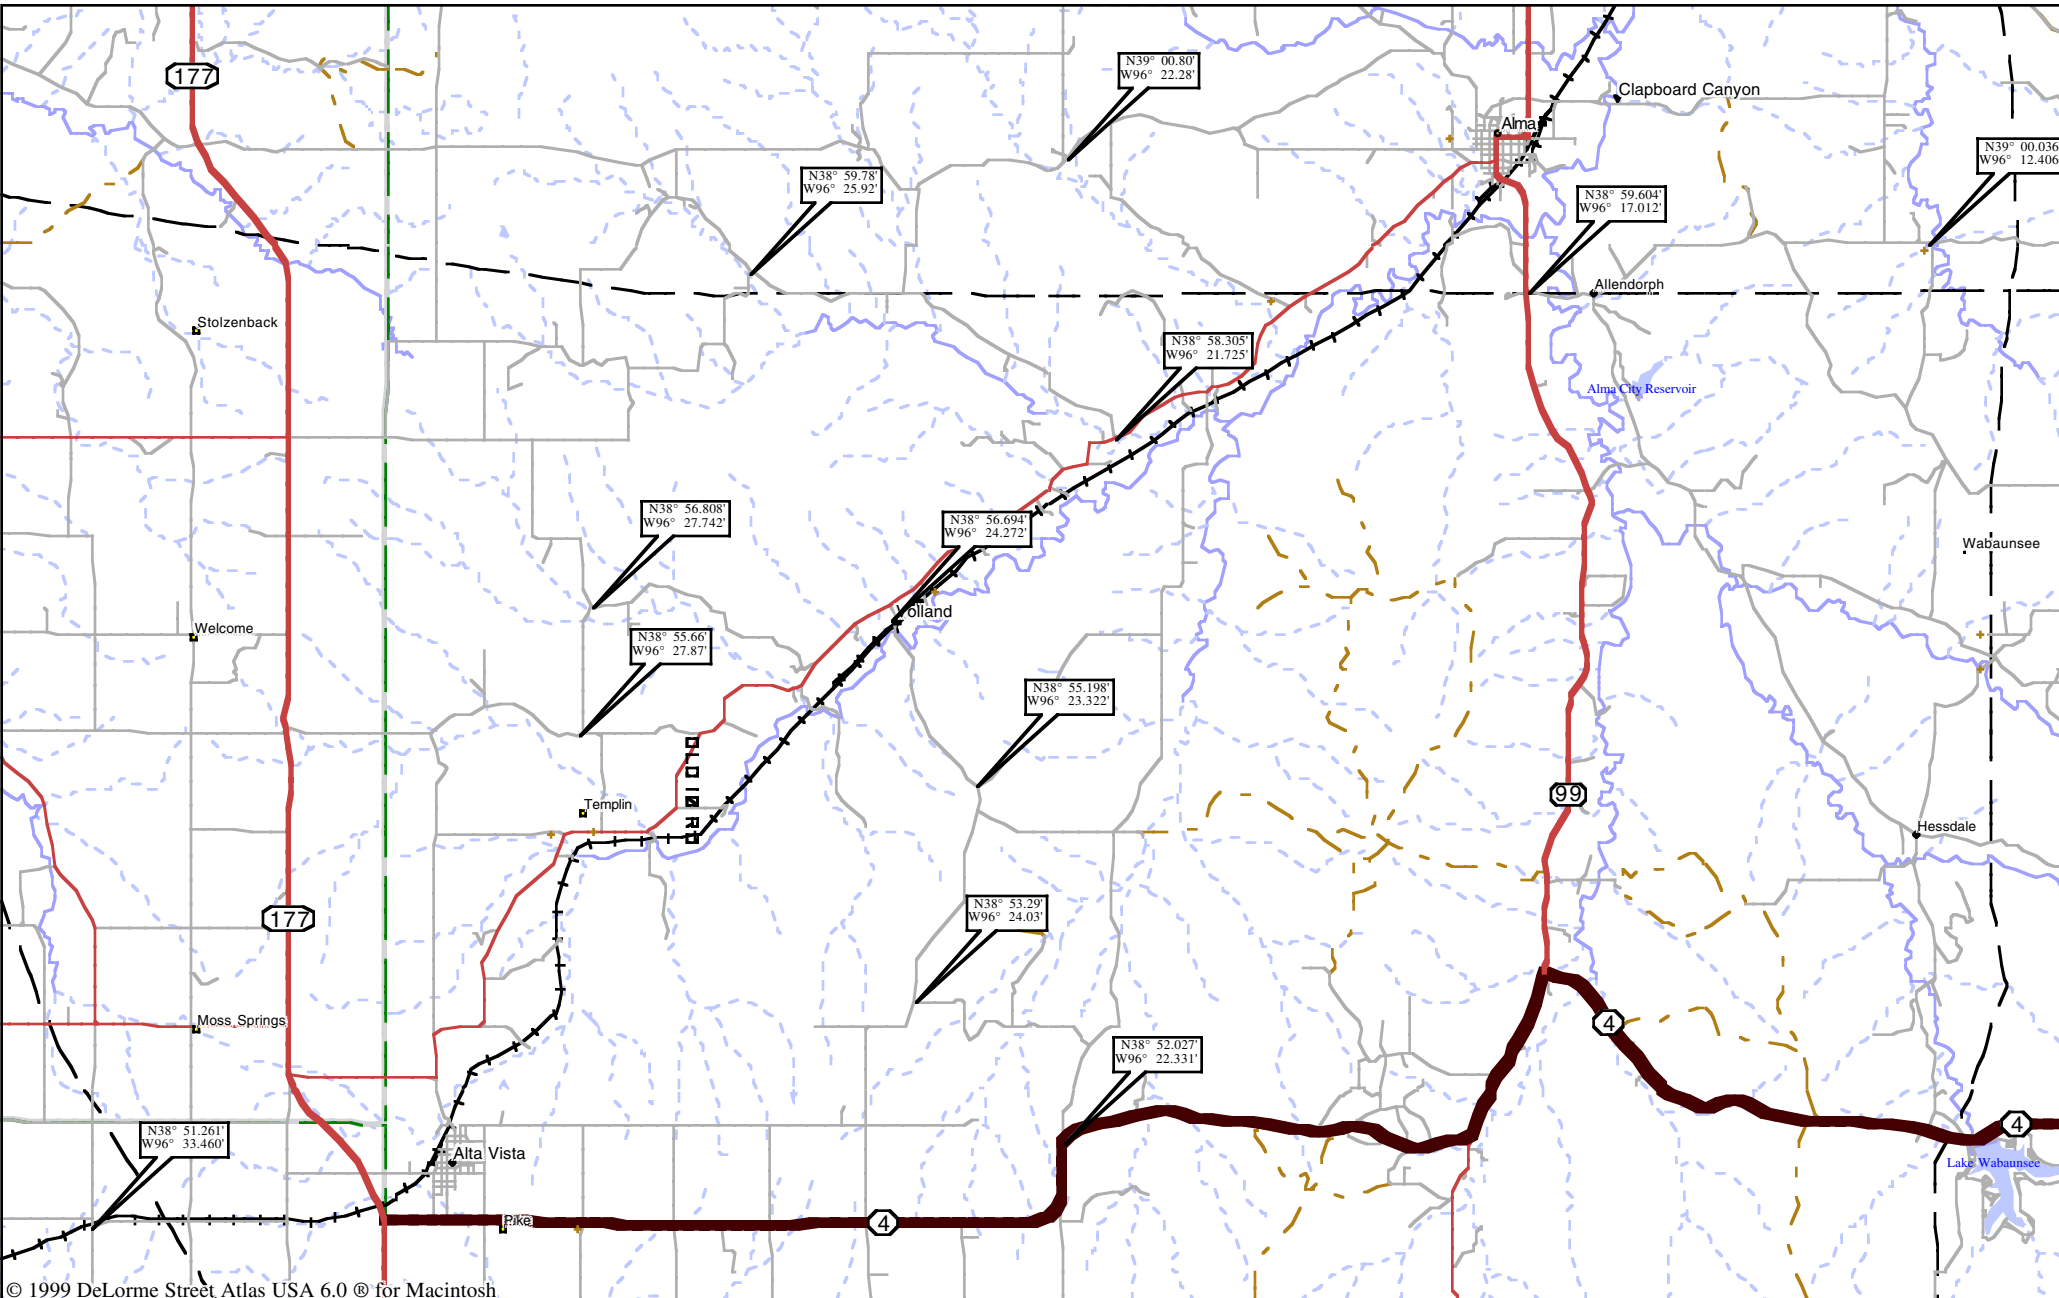 N39° 00.80'
W96° 22.28'
177
Clapboard Canyon
Alma
N39° 00.036
W96° 12.406
N38° 59.78'
W96° 25.92'
N38° 59.604'
W96° 17.012'
Allendorph
Stolzenback
N38° 58.305'
W96° 21.725'
Alma City Reservoir
N38° 56.808'
W96° 27.742'
N38° 56.694'
W96° 24.272'
Wabaunsee
Volland
Welcome
N38° 55.66'
W96° 27.87'
N38° 55.198'
W96° 23.322'
99
Templin
Hessdale
177
N38° 53.29'
W96° 24.03'
Moss Springs
4
N38° 52.027'
W96° 22.331'
N38° 51.261'
W96° 33.460'
4
Alta Vista
Lake Wabaunsee
Pike
4
© 1999 DeLorme Street Atlas USA 6.0 ® for Macintosh